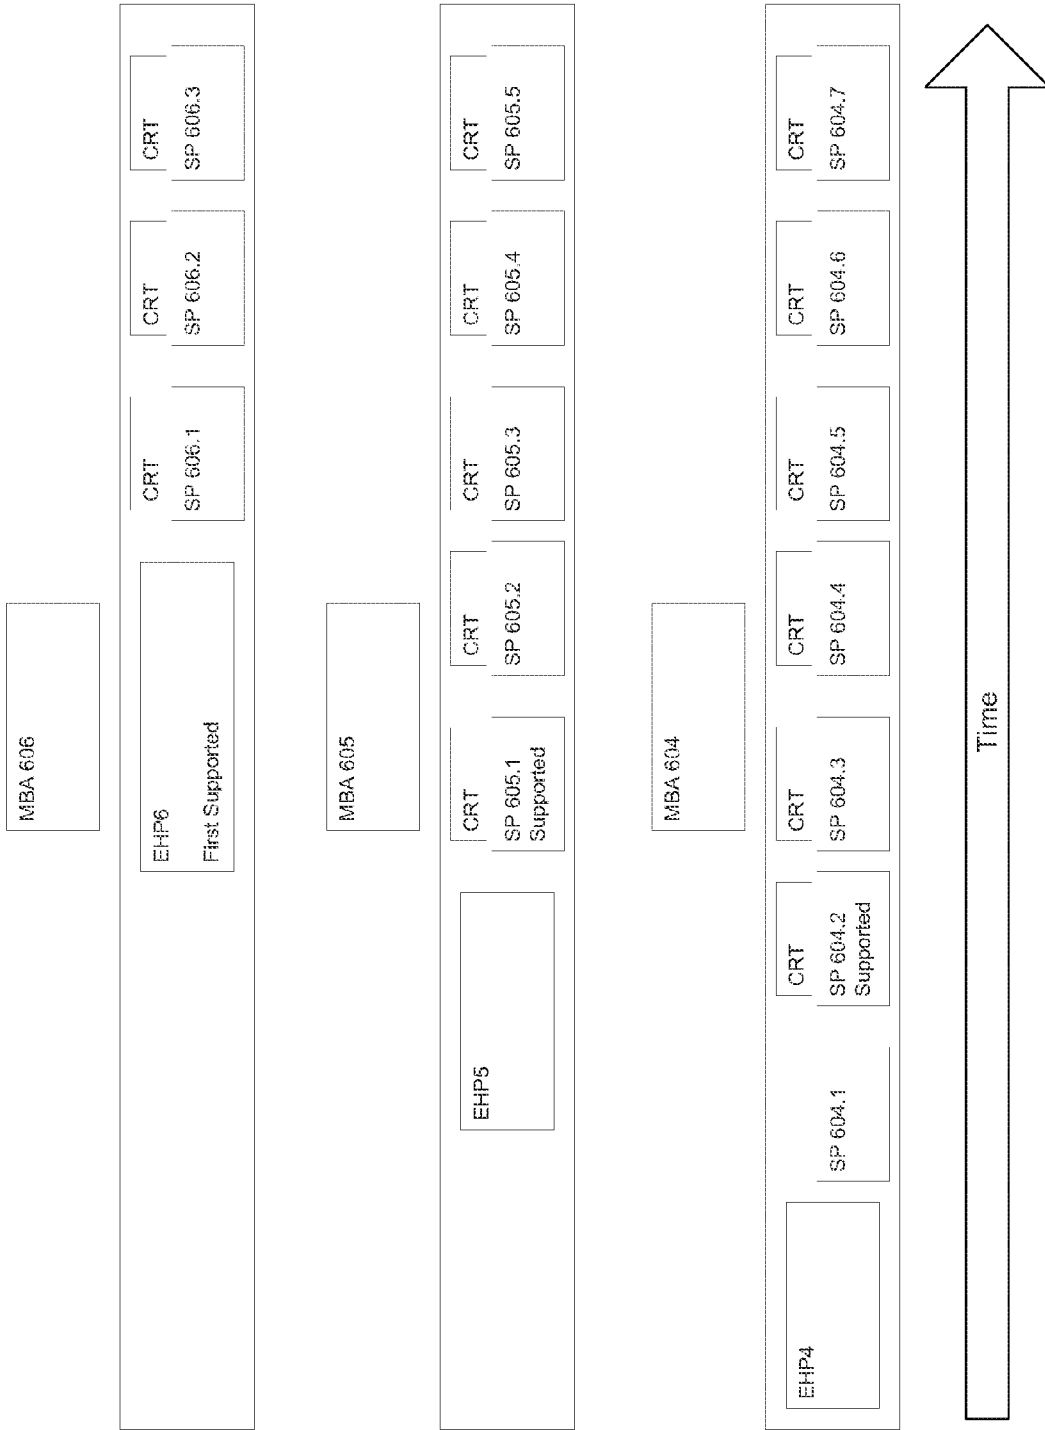 MBA 606
EHP6
First Supported
CRT
SP 606.1
CRT
SP 606.2
CRT
SP 606.3
MBA 605
EHP5
CRT
SP 605.1
Supported
CRT
SP 605.2
CRT
SP 605.3
CRT
SP 605.4
CRT
SP 605.5
MBA 604
EHP4
SP 604.1
CRT
SP 604.2
Supported
CRT
SP 604.3
CRT
SP 604.4
CRT
SP 604.5
CRT
SP 604.6
CRT
SP 604.7
Time